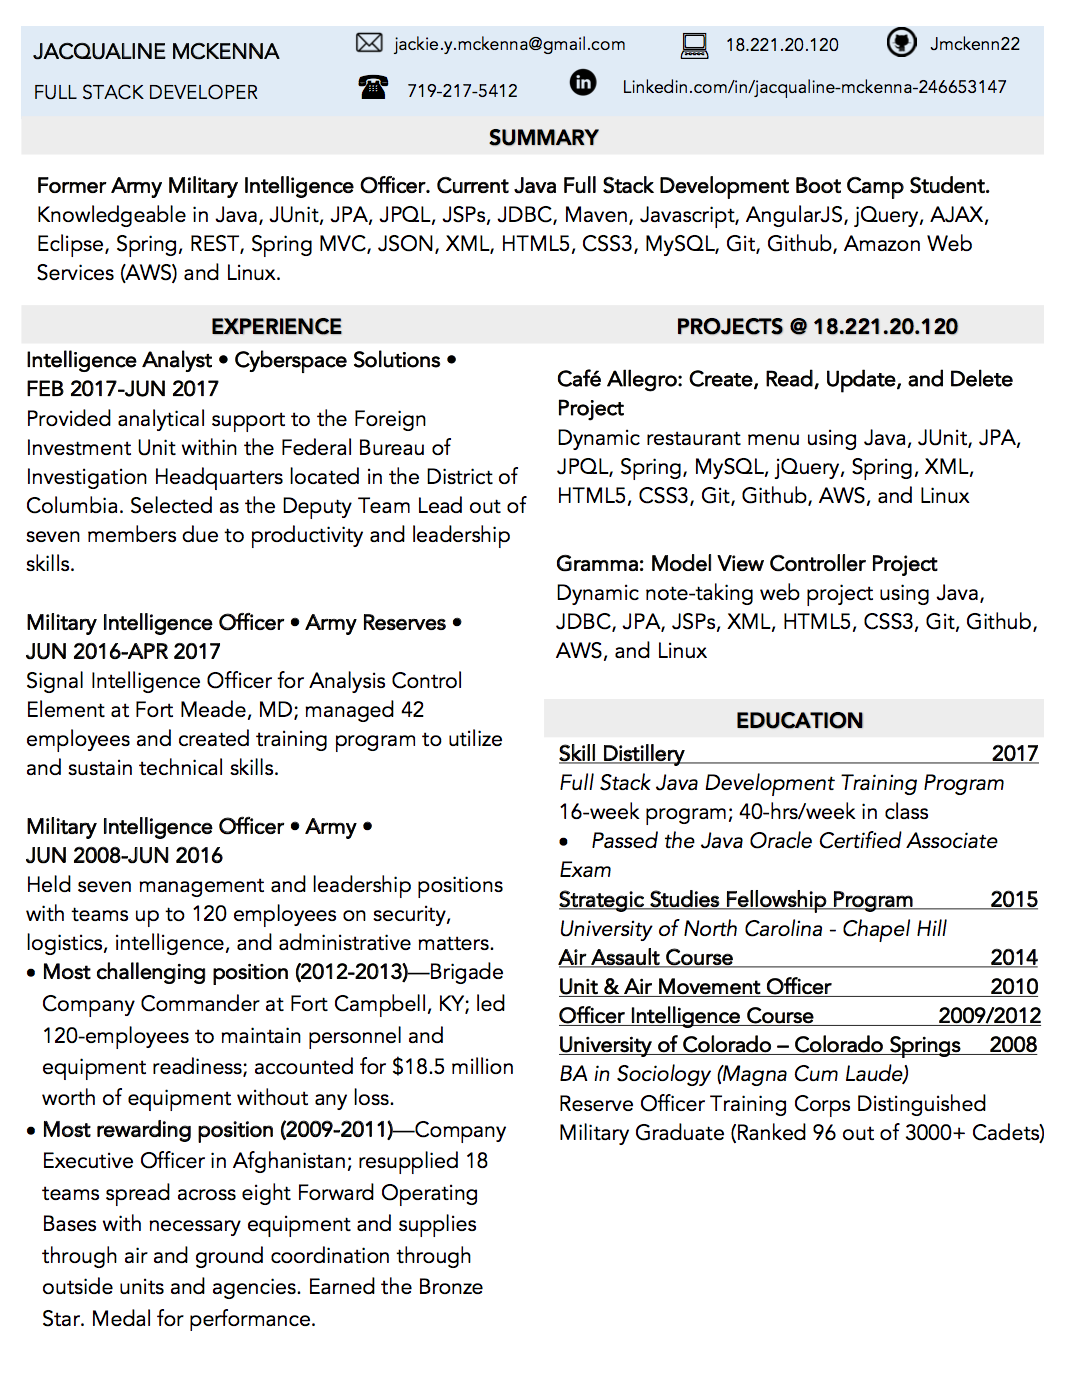 JACQUALINE MCKENNA
FULL STACK DEVELOPER
jackie.y.mckenna@gmail.com
18.221.20.120
Jmckenn22
719-217-5412
in
Linkedin.com/in/jacqualine-mckenna-246653147
SUMMARY
Former Army Military Intelligence Officer. Current Java Full Stack Development Boot Camp Student.
Knowledgeable in Java, JUnit, JPA, JPQL, JSPs, JDBC, Maven, Javascript, AngularJS, jQuery, AJAX,
Eclipse, Spring, REST, Spring MVC, JSON, XML, HTML5, CSS3, MySQL, Git, Github, Amazon Web
Services (AWS) and Linux.
EXPERIENCE
Intelligence Analyst • Cyberspace Solutions •
FEB 2017-JUN 2017
Provided analytical support to the Foreign
Investment Unit within the Federal Bureau of
Investigation Headquarters located in the District of
Columbia. Selected as the Deputy Team Lead out of
seven members due to productivity and leadership
skills.
Military Intelligence Officer • Army Reserves •
JUN 2016-APR 2017
Signal Intelligence Officer for Analysis Control
Element at Fort Meade, MD; managed 42
employees and created training program to utilize
and sustain technical skills.
Military Intelligence Officer • Army •
JUN 2008-JUN 2016
Held seven management and leadership positions
with teams up to 120 employees on security,
logistics, intelligence, and administrative matters.
• Most challenging position (2012-2013)—Brigade
Company Commander at Fort Campbell, KY; led
120-employees to maintain personnel and
equipment readiness; accounted for $18.5 million
worth of equipment without any loss.
• Most rewarding position (2009-2011)—Company
Executive Officer in Afghanistan; resupplied 18
teams spread across eight Forward Operating
Bases with necessary equipment and supplies
through air and ground coordination through
outside units and agencies. Earned the Bronze
Star. Medal for performance.
PROJECTS @ 18.221.20.120
Café Allegro: Create, Read, Update, and Delete
Project
Dynamic restaurant menu using Java, JUnit, JPA,
JPQL, Spring, MySQL, jQuery, Spring, XML,
HTML5, CSS3, Git, Github, AWS, and Linux
Gramma: Model View Controller Project
Dynamic note-taking web project using Java,
JDBC, JPA, JSPs, XML, HTML5, CSS3, Git, Github,
AWS, and Linux
EDUCATION
Skill Distillery 2017
Full Stack Java Development Training Program
16-week program; 40-hrs/week in class
• Passed the Java Oracle Certified Associate
Exam
Strategic Studies Fellowship Program 2015
University of North Carolina - Chapel Hill
Air Assault Course 2014
Unit & Air Movement Officer 2010
Officer Intelligence Course 2009/2012
University of Colorado – Colorado Springs 2008
BA in Sociology (Magna Cum Laude)
Reserve Officer Training Corps Distinguished
Military Graduate (Ranked 96 out of 3000+ Cadets)